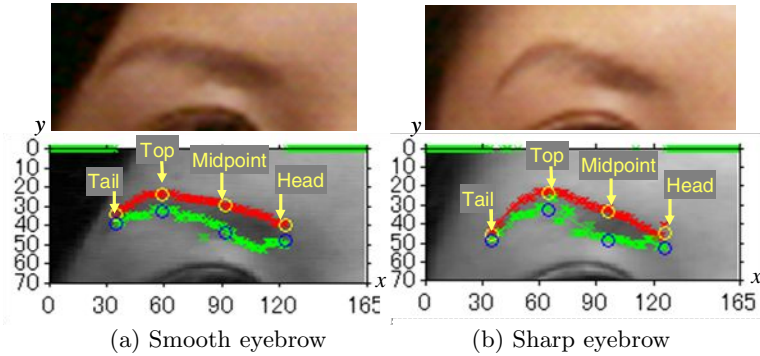 y
0
10
20
30
40
50
60
70
0 30 60 90 123 165
x
Tail
Top
Midpoint
Head
(a) Smooth eyebrow
y
0
10
20
30
40
50
60
70
0 30 60 90 126 165
x
Tail
Top
Midpoint
Head
(b) Sharp eyebrow